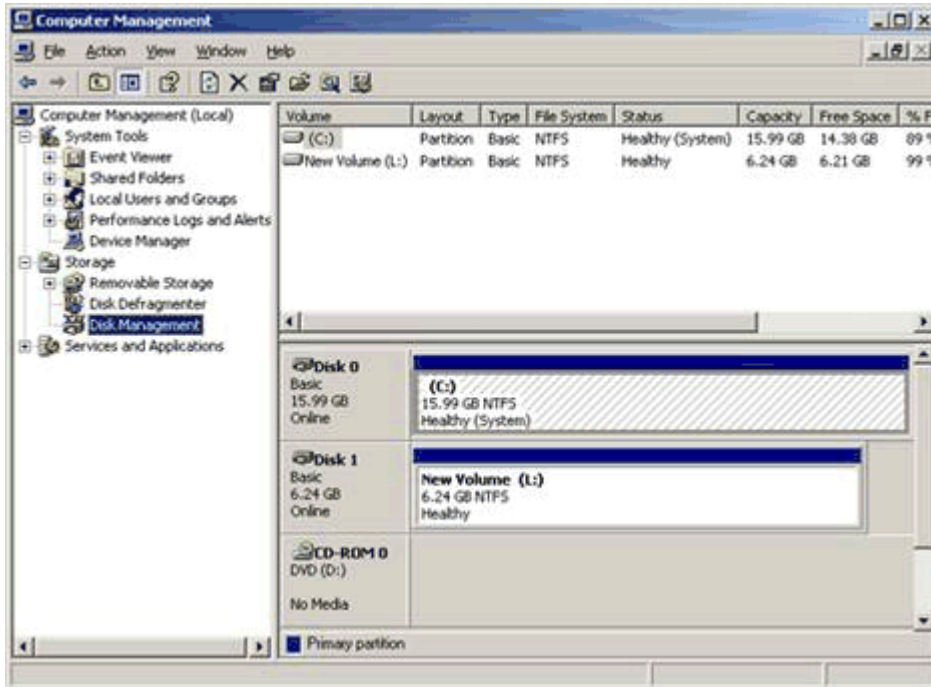 Computer Management
File Action View Window Help
Computer Management (Local)
System Tools
Event Viewer
Shared Folders
Local Users and Groups
Performance Logs and Alerts
Device Manager
Storage
Removable Storage
Disk Defragmenter
Disk Management
Services and Applications
Volume Layout Type File System Status Capacity Free Space % F
(C:) Partition Basic NTFS Healthy (System) 15.99 GB 14.38 GB 89 %
New Volume (L:) Partition Basic NTFS Healthy 6.24 GB 6.21 GB 99 %
Disk 0
Basic
15.99 GB
Online
(C:)
15.99 GB NTFS
Healthy (System)
Disk 1
Basic
6.24 GB
Online
New Volume (L:)
6.24 GB NTFS
Healthy
CD-ROM 0
DVD (D:)
No Media
Primary partition